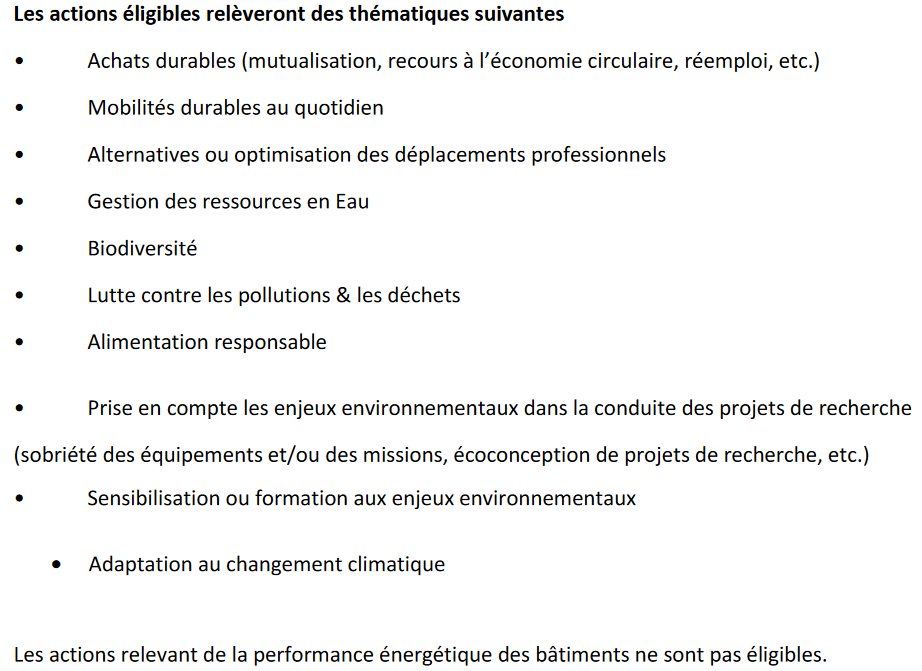 Les actions éligibles relèveront des thématiques suivantes
• Achats durables (mutualisation, recours à l’économie circulaire, réemploi, etc.)
• Mobilités durables au quotidien
• Alternatives ou optimisation des déplacements professionnels
• Gestion des ressources en Eau
• Biodiversité
• Lutte contre les pollutions & les déchets
• Alimentation responsable
• Prise en compte les enjeux environnementaux dans la conduite des projets de recherche
(sobriété des équipements et/ou des missions, écoconception de projets de recherche, etc.)
• Sensibilisation ou formation aux enjeux environnementaux
• Adaptation au changement climatique
Les actions relevant de la performance énergétique des bâtiments ne sont pas éligibles.